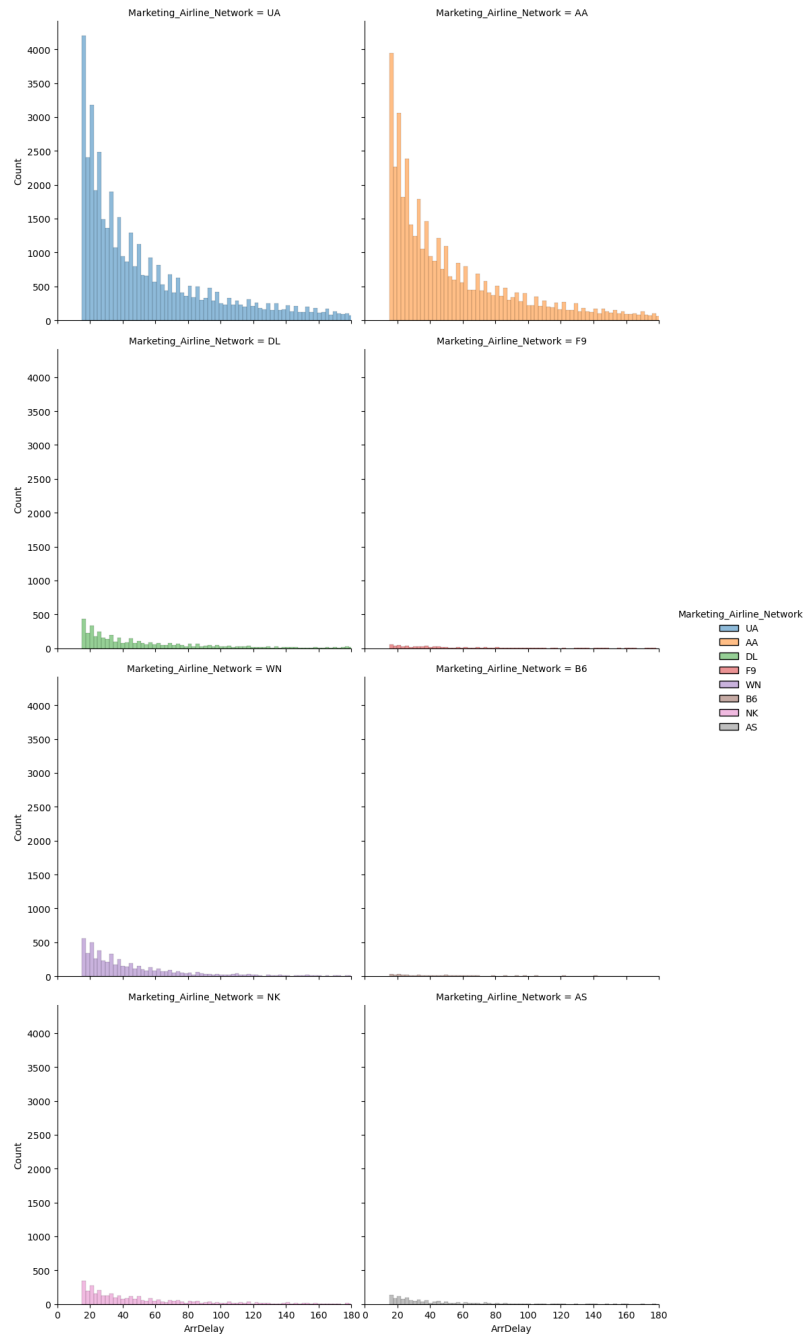 Marketing_Airline_Network = UA
Marketing_Airline_Network = AA
4000
3500
3000
2500
2000
1500
1000
500
0
Count
Marketing_Airline_Network = DL
Marketing_Airline_Network = F9
4000
3500
3000
2500
2000
1500
1000
500
0
Count
Marketing_Airline_Network
UA
AA
DL
F9
WN
B6
NK
AS
Marketing_Airline_Network = WN
Marketing_Airline_Network = B6
4000
3500
3000
2500
2000
1500
1000
500
0
Count
Marketing_Airline_Network = NK
Marketing_Airline_Network = AS
4000
3500
3000
2500
2000
1500
1000
500
0
Count
0 20 40 60 80 100 120 140 160 180
ArrDelay
20 40 60 80 100 120 140 160 180
ArrDelay